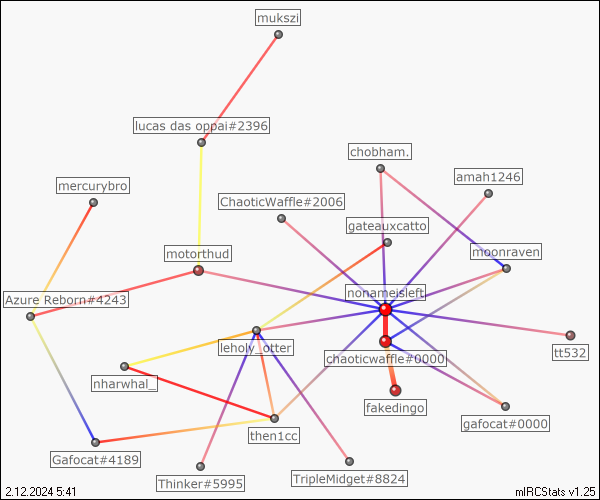 mukszi
lucas das oppai#2396
chobham.
amah1246
mercurybro
ChaoticWaffle#2006
gateauxcatto
motorthud
moonraven
nonameisleft
Azure Reborn#4243
leholy_otter
chaoticwaffle#0000
tt532
nharwhal_
fakedingo
gafocat#0000
then1cc
Gafocat#4189
Thinker#5995
TripleMidget#8824
2.12.2024 5:41
mIRCStats v1.25